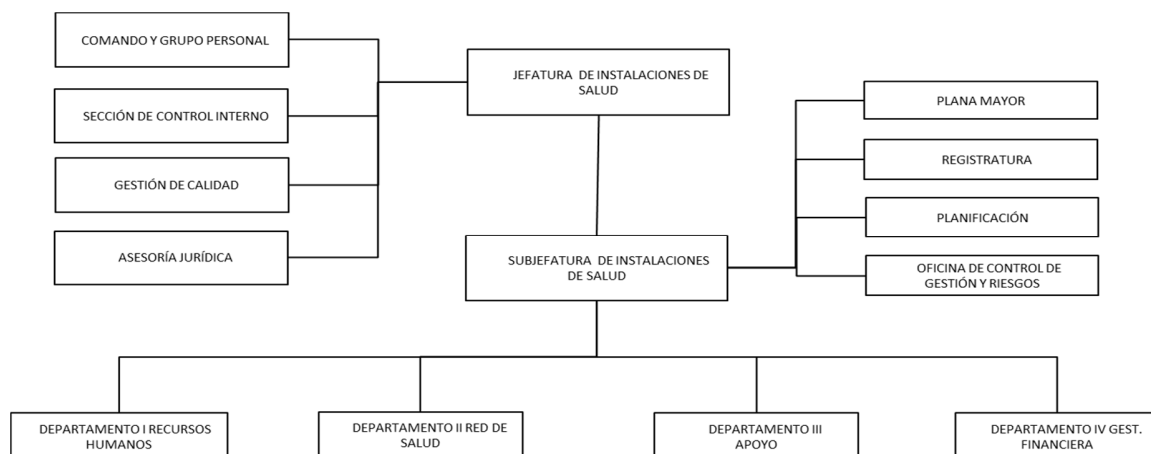 COMANDO Y GRUPO PERSONAL
SECCIÓN DE CONTROL INTERNO
GESTIÓN DE CALIDAD
ASESORÍA JURÍDICA
JEFATURA DE INSTALACIONES DE
SALUD
SUBJEFATURA DE INSTALACIONES
DE SALUD
PLANA MAYOR
REGISTRATURA
PLANIFICACIÓN
OFICINA DE CONTROL DE
GESTIÓN Y RIESGOS
DEPARTAMENTO I RECURSOS
HUMANOS
DEPARTAMENTO II RED DE
SALUD
DEPARTAMENTO III
APOYO
DEPARTAMENTO IV GEST.
FINANCIERA